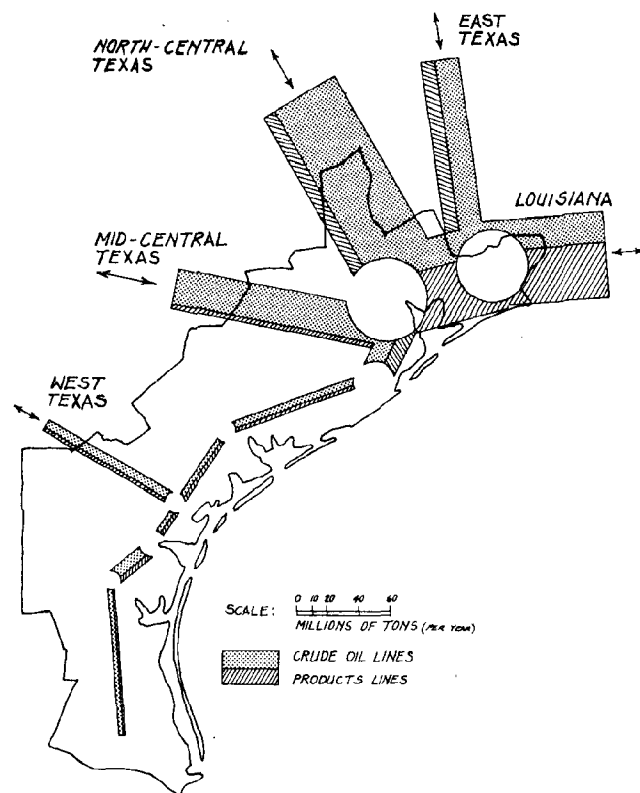 NORTH-CENTRAL
TEXAS
EAST
TEXAS
LOUISIANA
MID-CENTRAL
TEXAS
WEST
TEXAS
SCALE:
0 10 20 40 60
MILLIONS OF TONS (PER YEAR)
CRUDE OIL LINES
PRODUCTS LINES